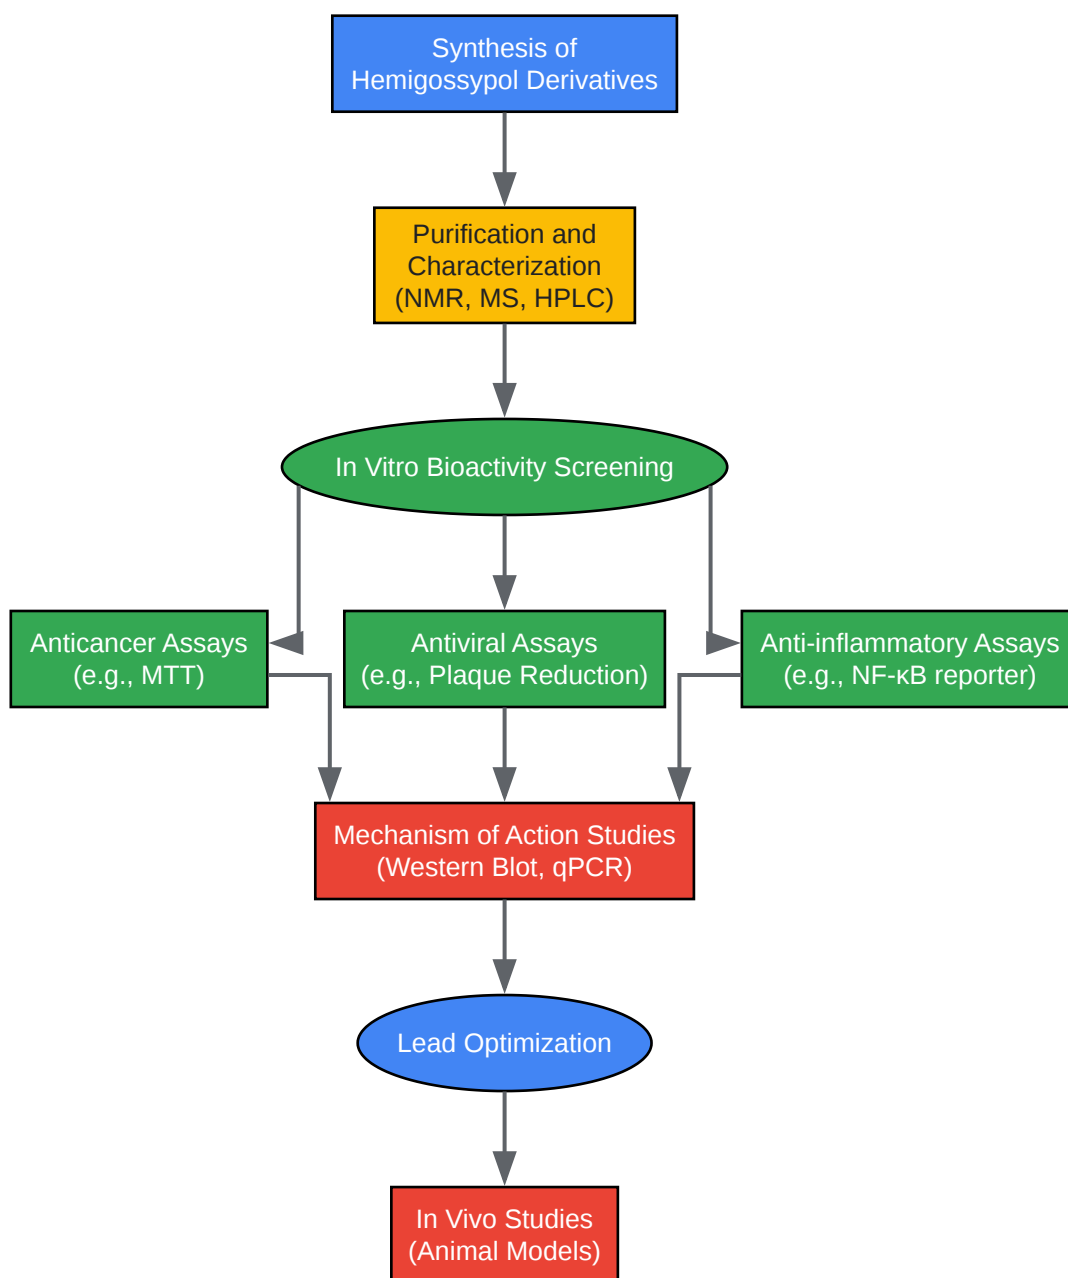 Synthesis of
Hemigossypol Derivatives
Purification and
Characterization
(NMR, MS, HPLC)
In Vitro Bioactivity Screening
Anticancer Assays
(e.g., MTT)
Antiviral Assays
(e.g., Plaque Reduction)
Anti-inflammatory Assays
(e.g., NF-κB reporter)
Mechanism of Action Studies
(Western Blot, qPCR)
Lead Optimization
In Vivo Studies
(Animal Models)